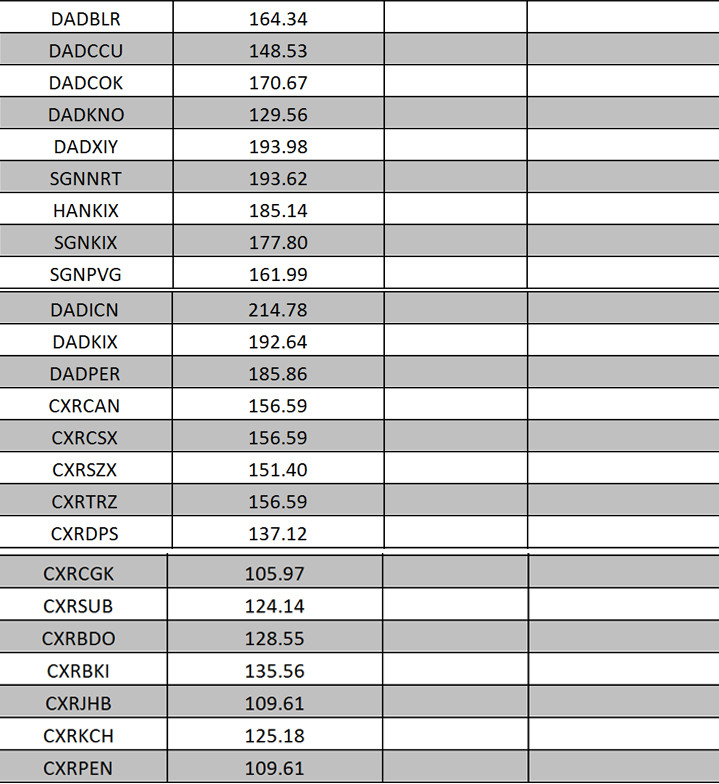 DADBLR 164.34
DADCCU 148.53
DADCOK 170.67
DADKNO 129.56
DADXIY 193.98
SGNNRT 193.62
HANKIX 185.14
SGNKIX 177.80
SGNPVG 161.99
DADICN 214.78
DADKIX 192.64
DADPER 185.86
CXRCAN 156.59
CXRCSX 156.59
CXRSZX 151.40
CXRTRZ 156.59
CXRDPS 137.12
CXRCGK 105.97
CXRSUB 124.14
CXRBDO 128.55
CXRBKI 135.56
CXRJHB 109.61
CXRKCH 125.18
CXRPEN 109.61